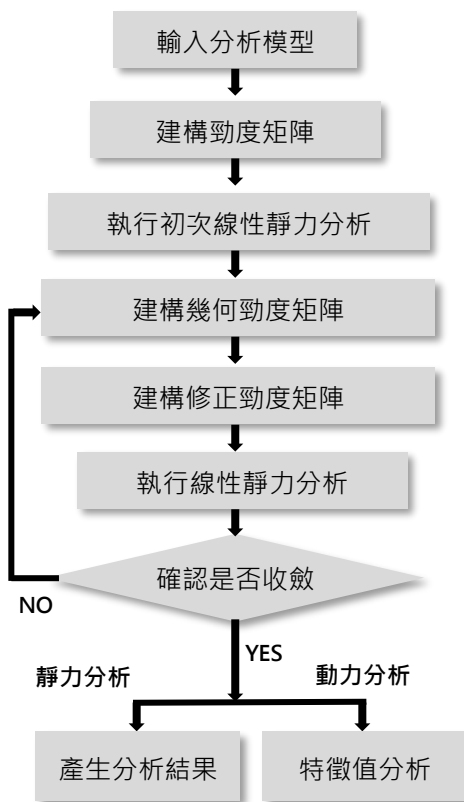 輸入分析模型
建構勁度矩陣
執行初次線性靜力分析
建構幾何勁度矩陣
建構修正勁度矩陣
執行線性靜力分析
確認是否收斂
NO
YES
靜力分析
動力分析
產生分析結果
特徵值分析